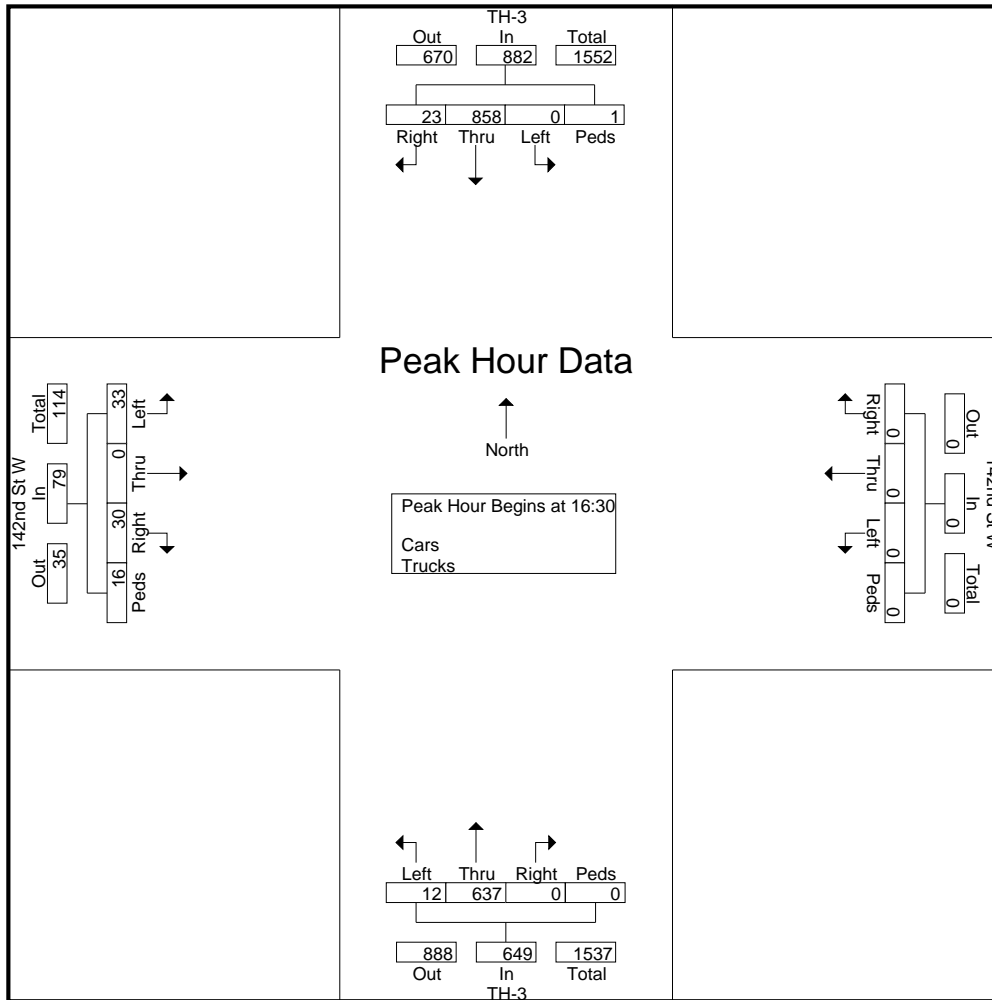 TH-3
Out In Total
670 882 1552
23 858 0 1
Right Thru Left Peds
Peak Hour Data
North
Peak Hour Begins at 16:30
Cars
Trucks
142nd St W
Total In Out
114 79 35
33 0 30 16
Left Thru Right Peds
Right Thru Left Peds
0 0 0 0
0 0 0
Out In Total
142nd St W
Left Thru Right Peds
12 637 0 0
888 649 1537
Out In Total
TH-3